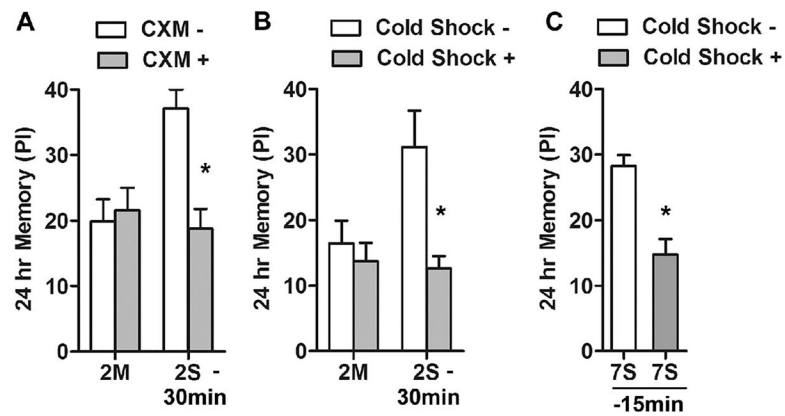 A
CXM -
CXM +
24 hr Memory (PI)
40
30
20
10
0
*
2M
2S -
30min
B
Cold Shock -
Cold Shock +
24 hr Memory (PI)
40
30
20
10
0
*
2M
2S -
30min
C
Cold Shock -
Cold Shock +
24 hr Memory (PI)
40
30
20
10
0
*
7S 7S
-15min